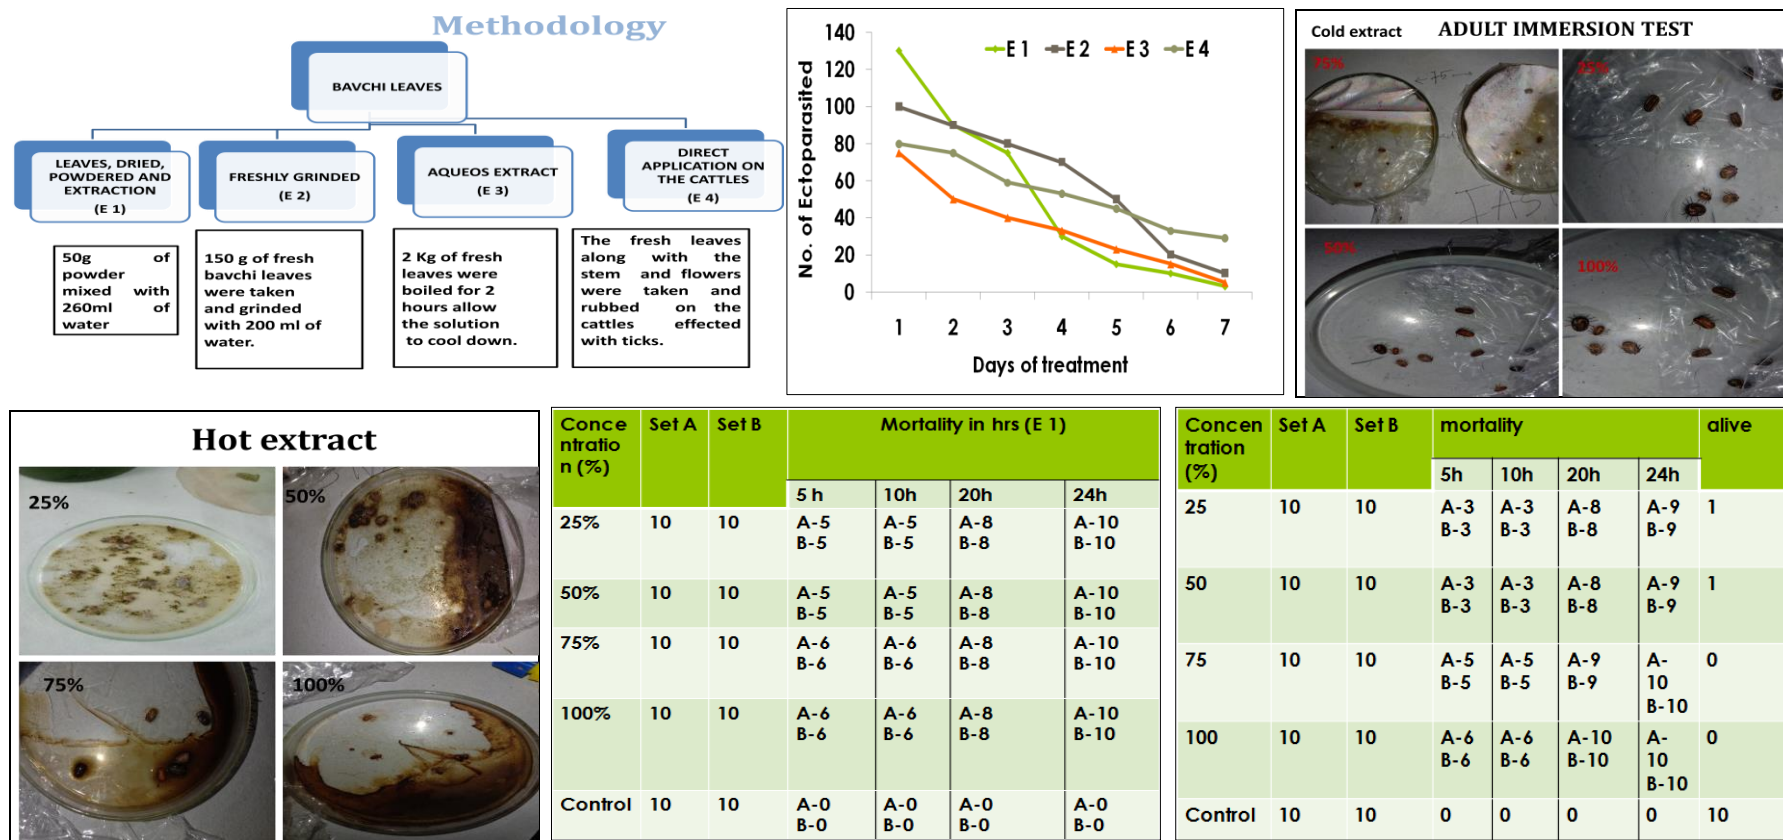 Methodology
BAVCHI LEAVES
LEAVES, DRIED,
POWDERED AND
EXTRACTION
(E 1)
FRESHLY GRINDED
(E 2)
AQUEOS EXTRACT
(E 3)
DIRECT
APPLICATION ON
THE CATTLES
(E 4)
50g of
powder
mixed with
260ml of
water
150 g of fresh
bavchi leaves
were taken
and grinded
with 200 ml of
water.
2 Kg of fresh
leaves were
boiled for 2
hours allow
the solution
to cool down.
The fresh leaves
along with the
stem and flowers
were taken and
rubbed on the
cattles effected
with ticks.
No. of Ectoparasited
140
120
100
80
60
40
20
0
E 1 E 2 E 3 E 4
1 2 3 4 5 6 7
Days of treatment
Cold extract ADULT IMMERSION TEST
75%
75
25%
50%
100%
Hot extract
25%
50%
75%
100%
Conce
ntratio
n (%)
Set A Set B Mortality in hrs (E 1)
5 h 10h 20h 24h
25% 10 10 A-5 A-5 A-8 A-10
B-5 B-5 B-8 B-10
50% 10 10 A-5 A-5 A-8 A-10
B-5 B-5 B-8 B-10
75% 10 10 A-6 A-6 A-8 A-10
B-6 B-6 B-8 B-10
100% 10 10 A-6 A-6 A-8 A-10
B-6 B-6 B-8 B-10
Control 10 10 A-0 A-0 A-0 A-0
B-0 B-0 B-0 B-0
Concen
tration
(%)
Set A Set B mortality alive
5h 10h 20h 24h
25 10 10 A-3 A-3 A-8 A-9 1
B-3 B-3 B-8 B-9
50 10 10 A-3 A-3 A-8 A-9 1
B-3 B-3 B-8 B-9
75 10 10 A-5 A-5 A-9 A- 0
B-5 B-5 B-9 10
B-10
100 10 10 A-6 A-6 A-10 A- 0
B-6 B-6 B-10 10
B-10
Control 10 10 0 0 0 0 10